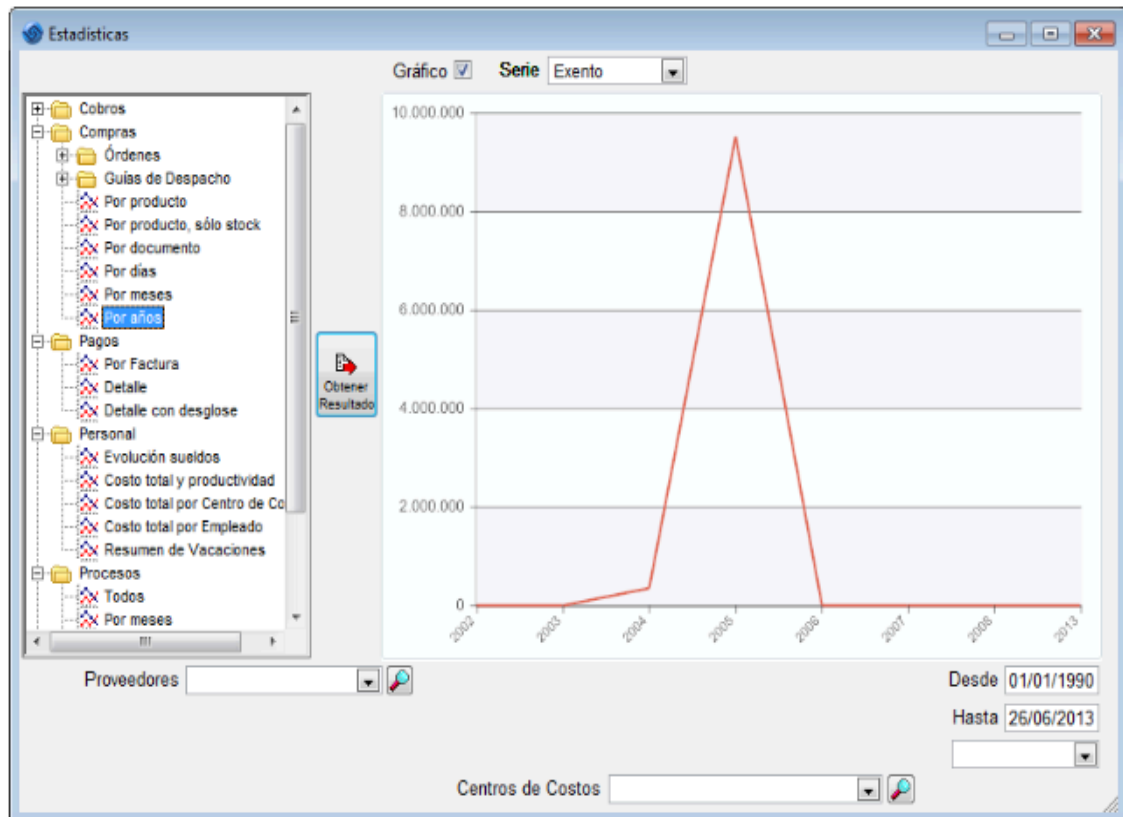 Estadísticas
Gráfico Serie Exento
Cobros
Compras
Órdenes
Guías de Despacho
Por producto
Por producto, sólo stock
Por documento
Por días
Por meses
Por años
Pagos
Por Factura
Detalle
Detalle con desglose
Personal
Evolución sueldos
Costo total y productividad
Costo total por Centro de Co
Costo total por Empleado
Resumen de Vacaciones
Procesos
Todos
Por meses
Obtener
Resultado
10.000.000
8.000.000
6.000.000
4.000.000
2.000.000
0
2002 2003 2004 2005 2006 2007 2008 2013
Proveedores
Desde 01/01/1990
Hasta 26/06/2013
Centros de Costos